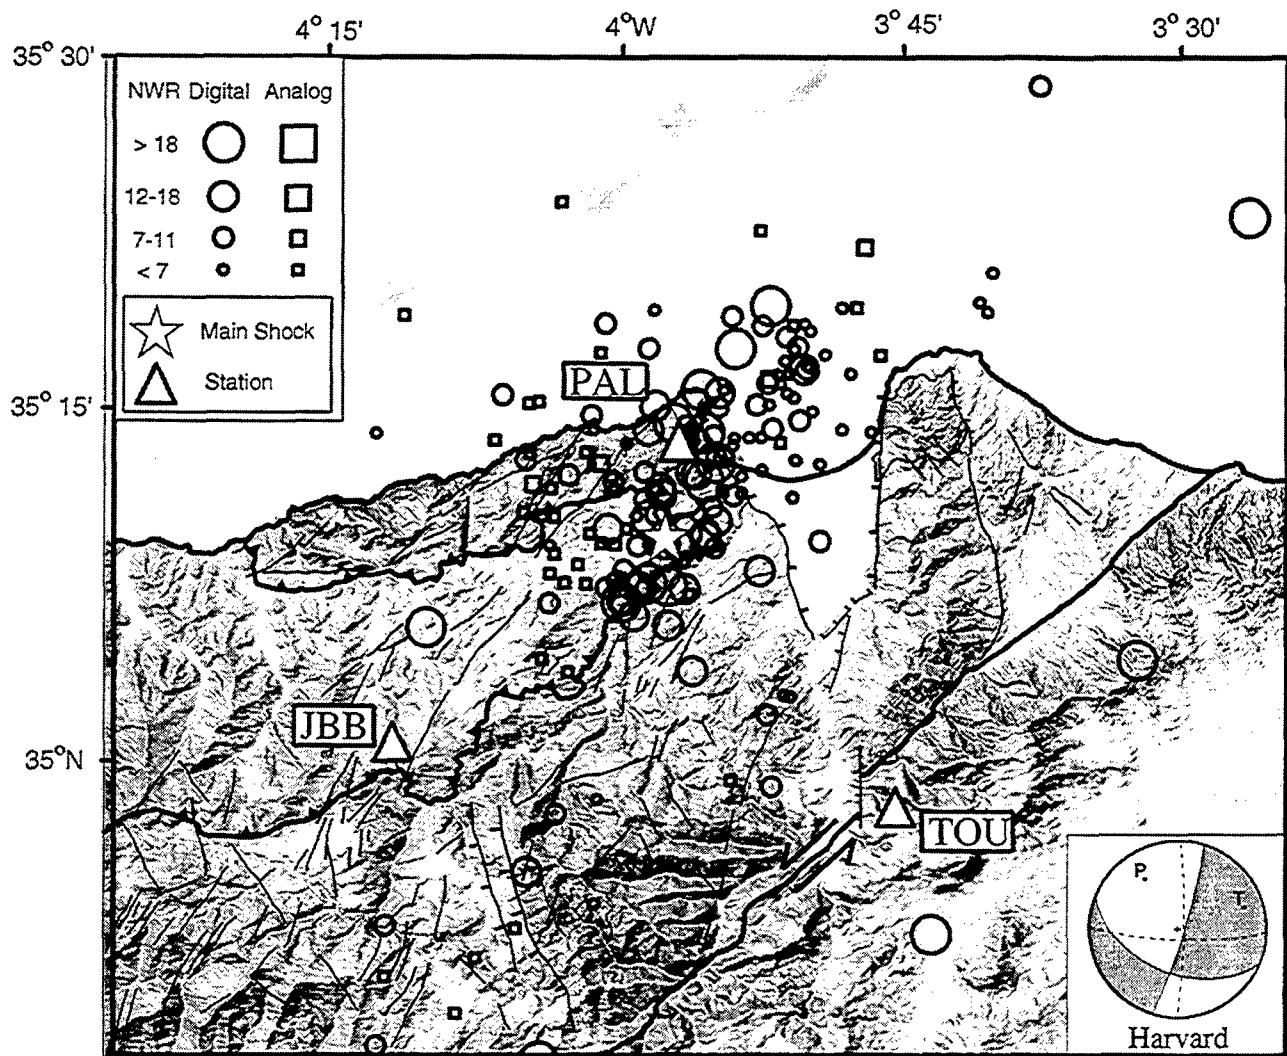 4° 15'
4° W
3° 45'
3° 30'
35° 30'
NWR Digital Analog
> 18
12-18
7-11
< 7
Main Shock
Station
PAL
35° 15'
JBB
35° N
TOU
P
T
Harvard